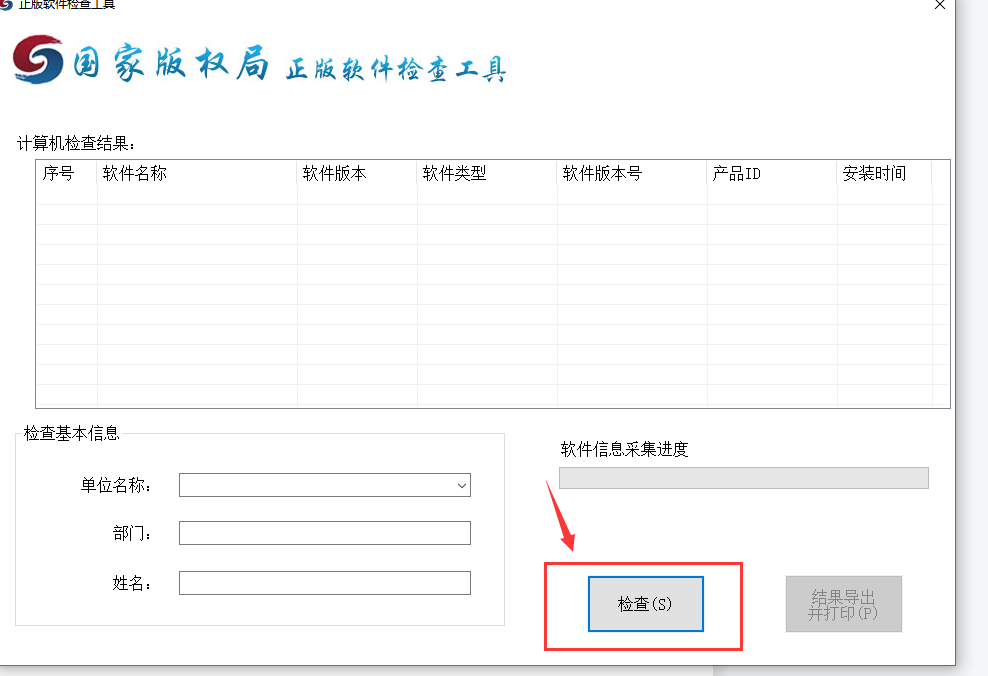 正版软件检查工具
国家版权局 正版软件检查工具
计算机检查结果：
序号 软件名称 软件版本 软件类型 软件版本号 产品ID 安装时间
检查基本信息
单位名称：
部门：
姓名：
软件信息采集进度
检查(S)
结果导出
并打印(P)